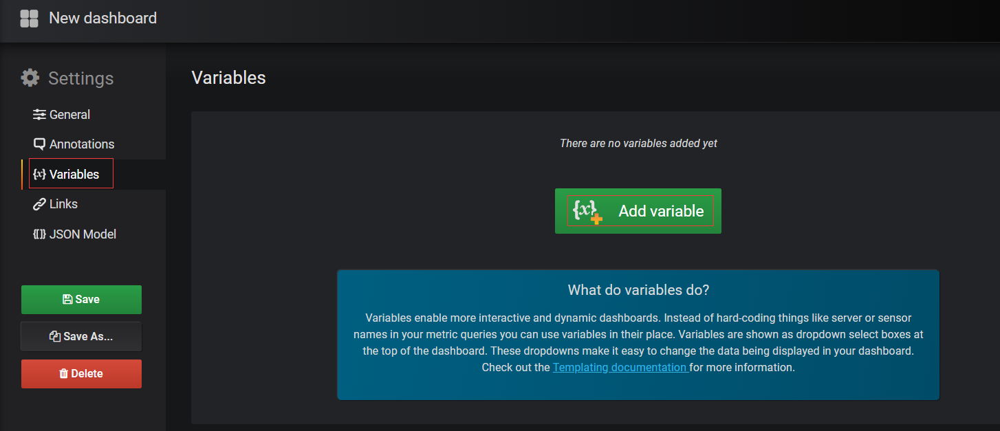 New dashboard
Settings
General
Annotations
{x} Variables
Links
{[]} JSON Model
Save
Save As...
Delete
Variables
There are no variables added yet
{x} Add variable
What do variables do?
Variables enable more interactive and dynamic dashboards. Instead of hard-coding things like server or sensor
names in your metric queries you can use variables in their place. Variables are shown as dropdown select boxes at
the top of the dashboard. These dropdowns make it easy to change the data being displayed in your dashboard.
Check out the Templating documentation for more information.